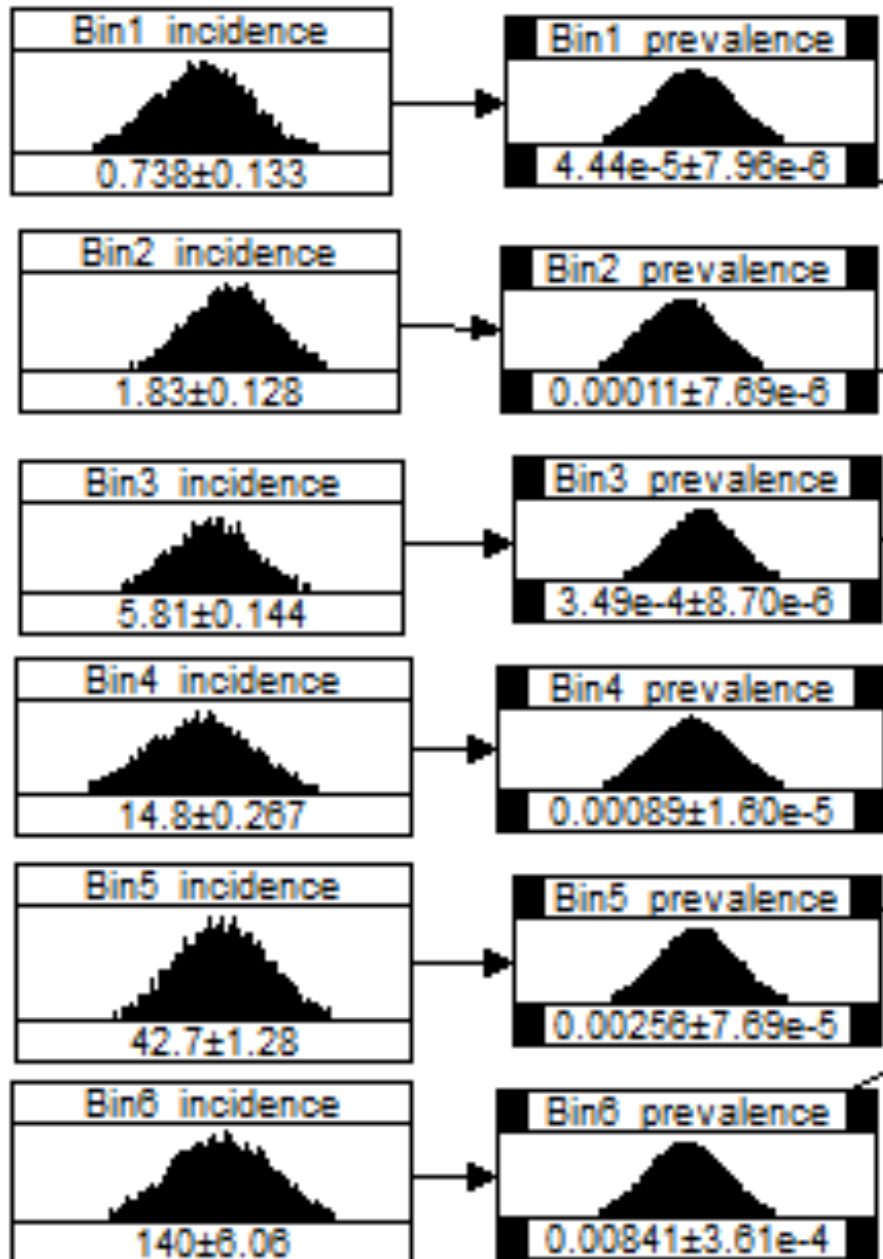 Bin1 incidence
0.738±0.133
Bin1 prevalence
4.44e-5±7.96e-6
Bin2 incidence
1.83±0.128
Bin2 prevalence
0.00011±7.69e-6
Bin3 incidence
5.81±0.144
Bin3 prevalence
3.49e-4±8.70e-6
Bin4 incidence
14.8±0.267
Bin4 prevalence
0.00089±1.60e-5
Bin5 incidence
42.7±1.28
Bin5 prevalence
0.00256±7.69e-5
Bin6 incidence
140±6.06
Bin6 prevalence
0.00841±3.61e-4